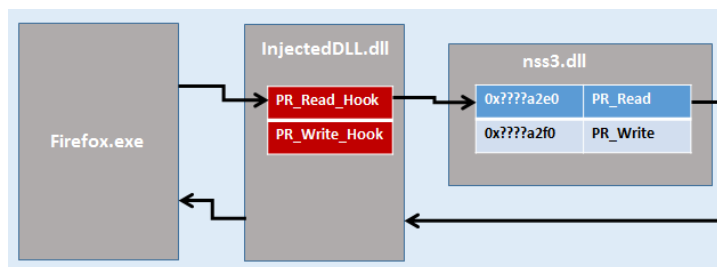 InjectedDLL.dll
nss3.dll
PR_Read_Hook
0x????a2e0 PR_Read
Firefox.exe
PR_Write_Hook
0x????a2f0 PR_Write